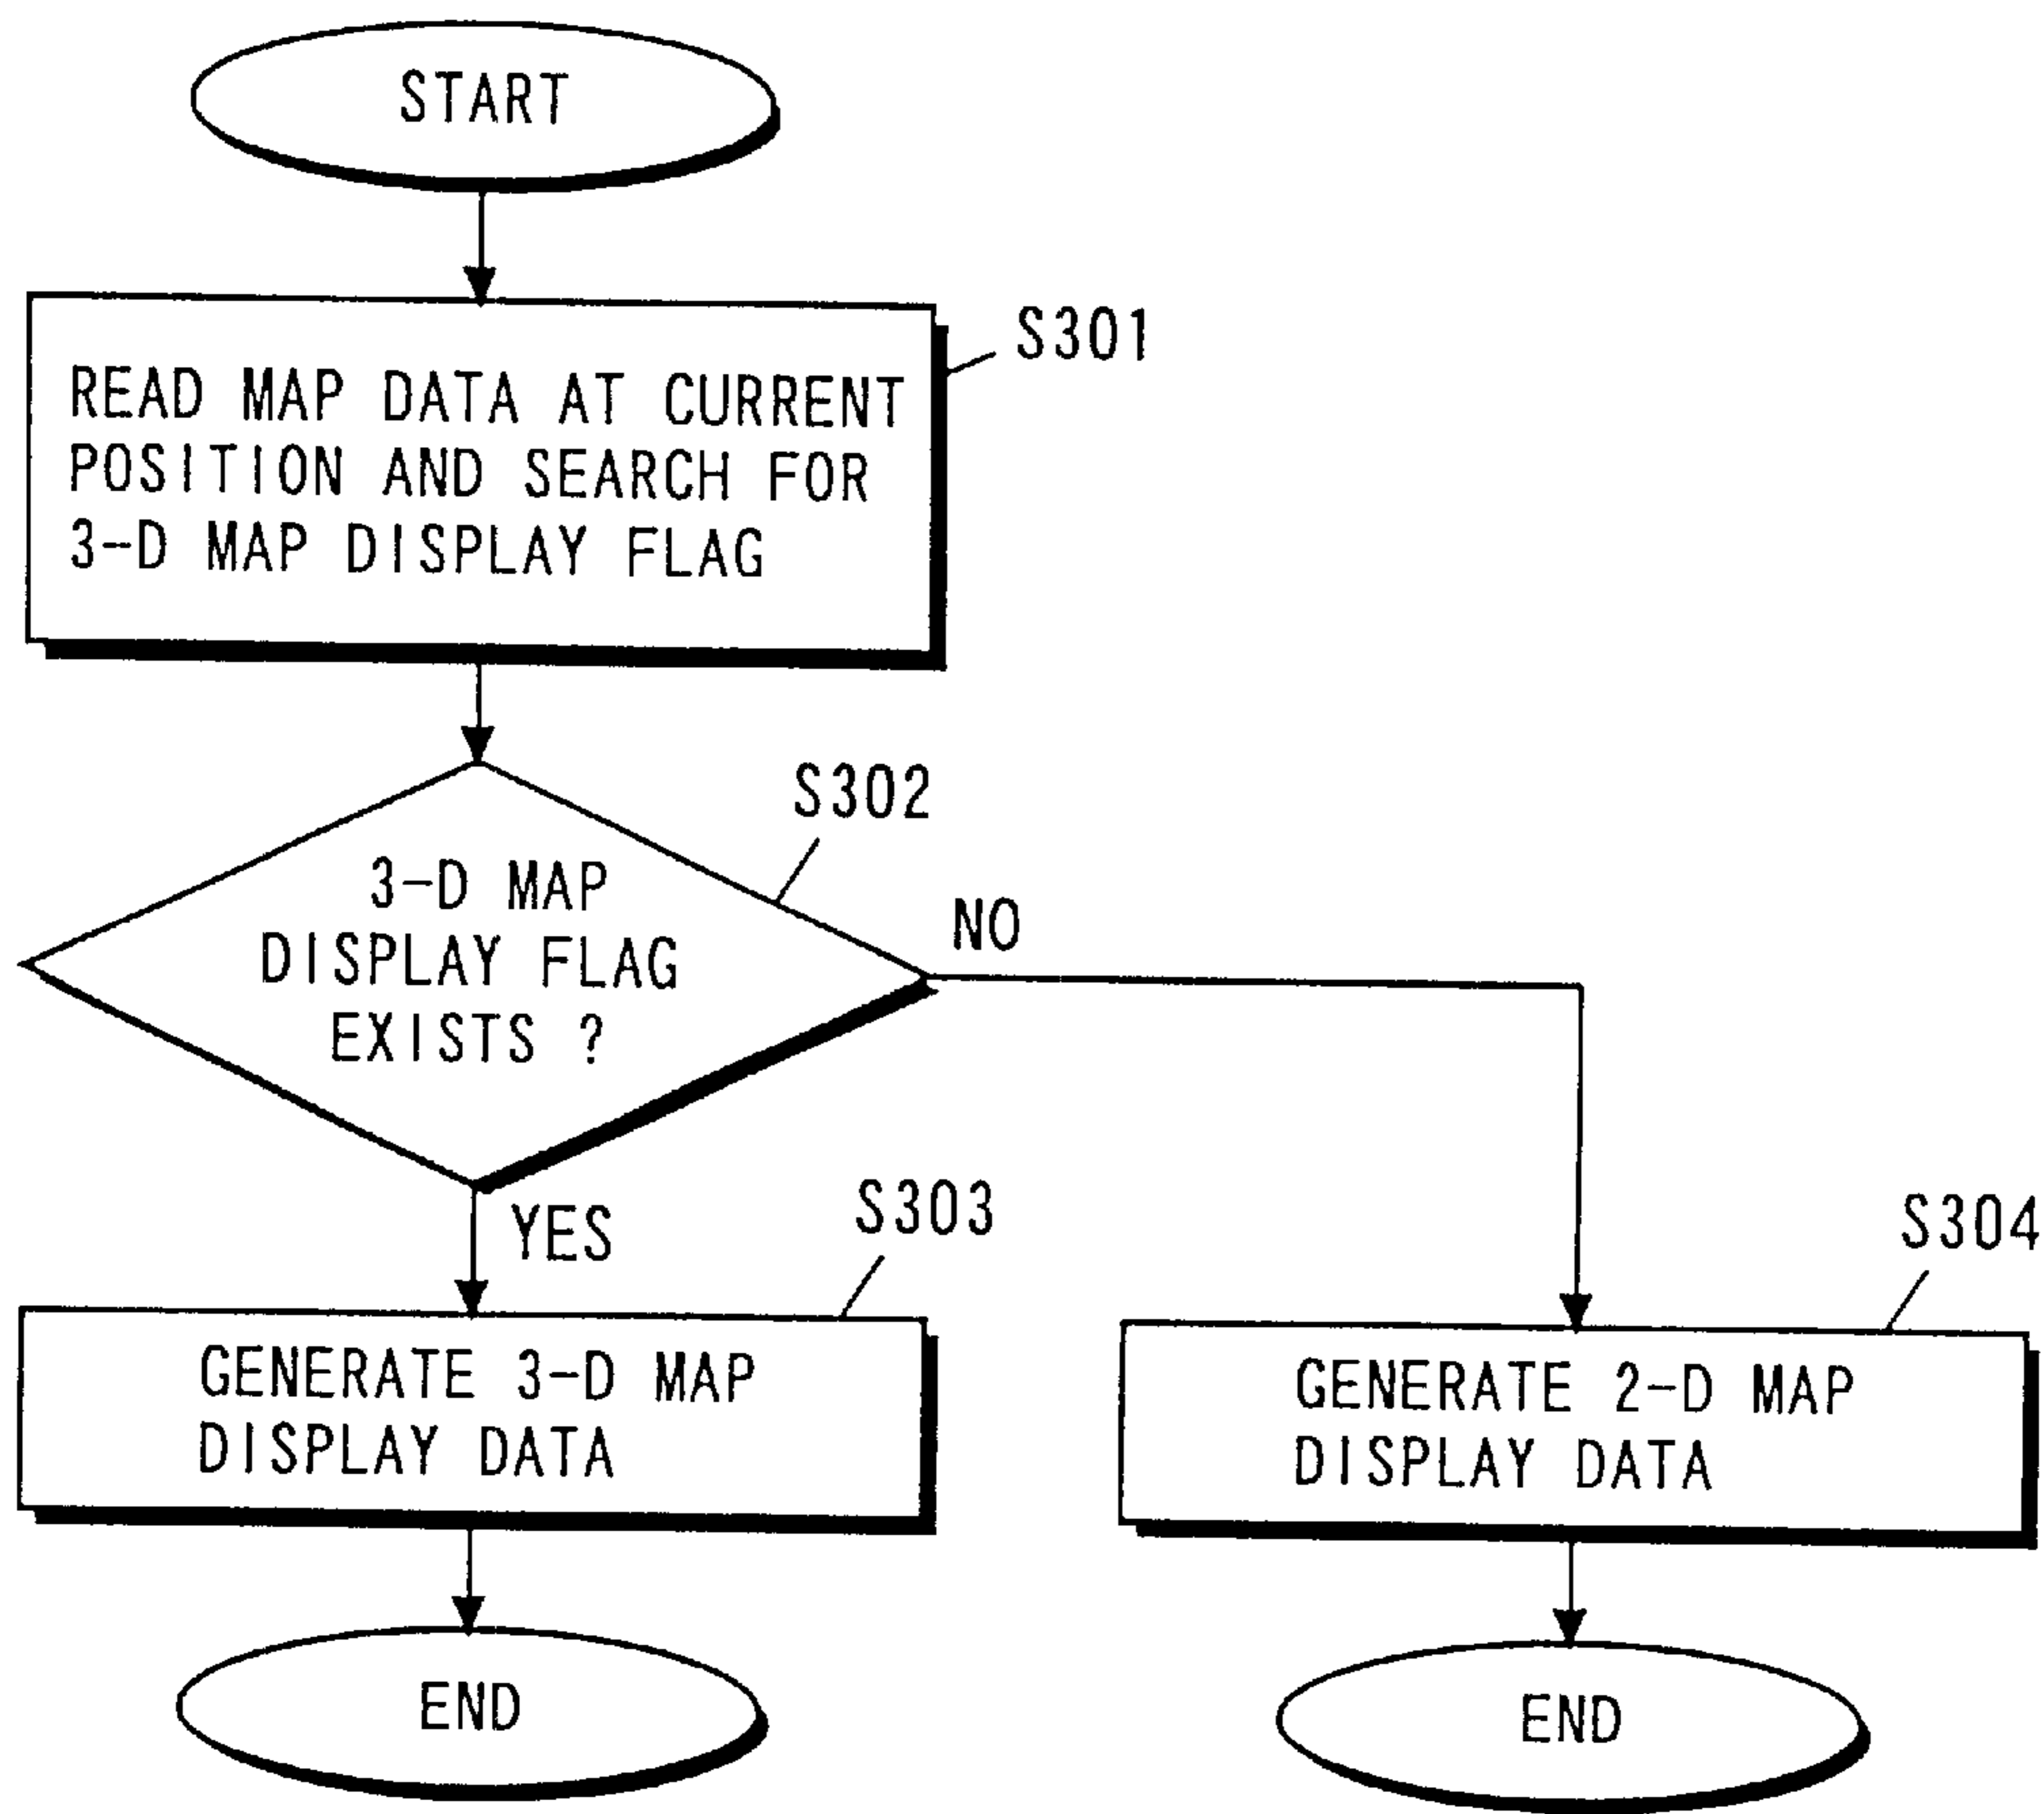 START
S301
READ MAP DATA AT CURRENT
POSITION AND SEARCH FOR
3-D MAP DISPLAY FLAG
S302
3-D MAP
DISPLAY FLAG
EXISTS ?
NO
YES
S303
GENERATE 3-D MAP
DISPLAY DATA
S304
GENERATE 2-D MAP
DISPLAY DATA
END
END